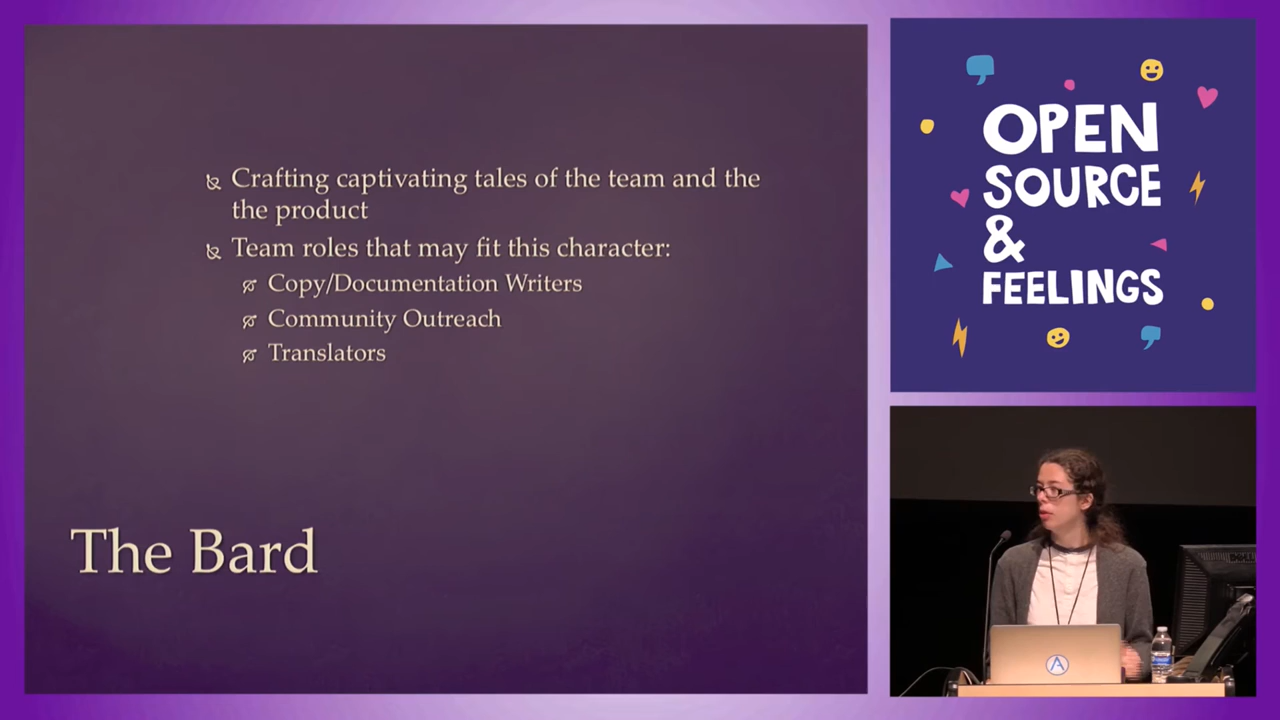 Crafting captivating tales of the team and the
the product
Team roles that may fit this character:
Copy/Documentation Writers
Community Outreach
Translators
The Bard
OPEN
SOURCE
&
FEELINGS
DELL